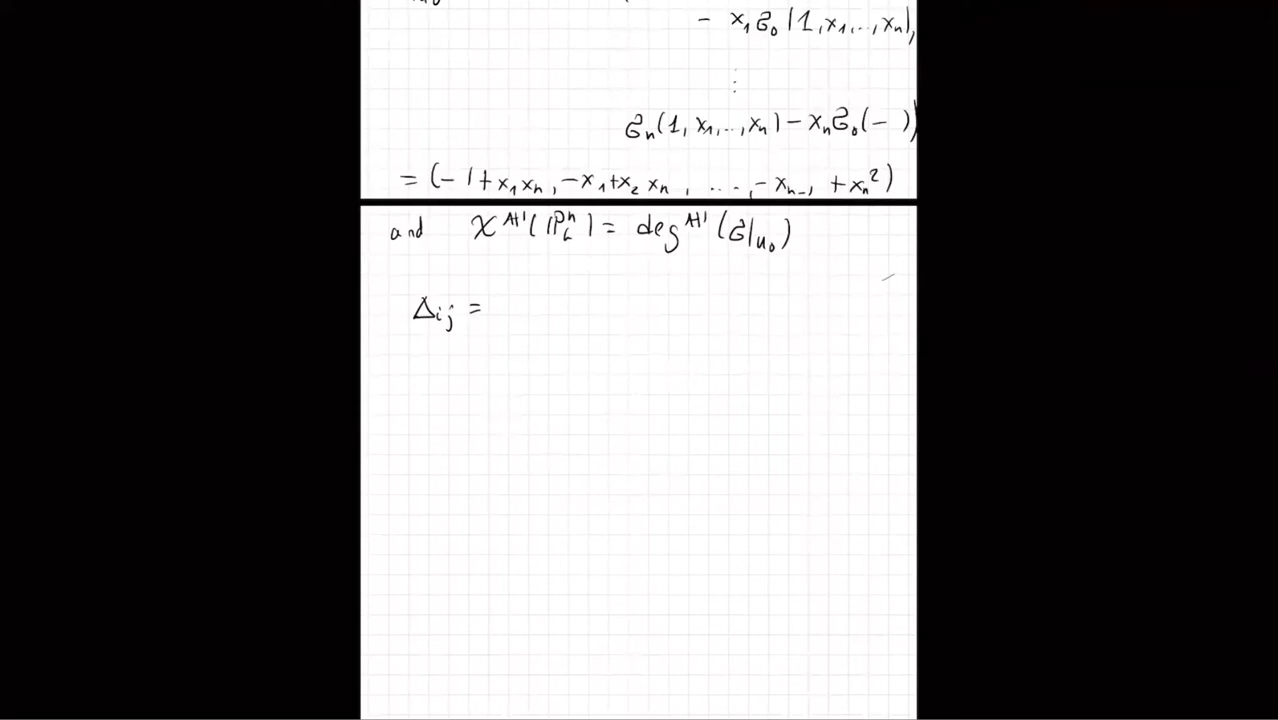 - x₁σ₀(1,x₁,..,xₙ),
⋮
σₙ(1,x₁,..,xₙ) - xₙσ₀(- ))
= (-1+x₁xₙ, -x₁+x₂xₙ, ..., -xₙ₋₁ + xₙ²)
and χ^{𝔸¹}(ℙⁿ_k) = deg^{𝔸¹}(σ|_{U₀})
Δᵢⱼ =